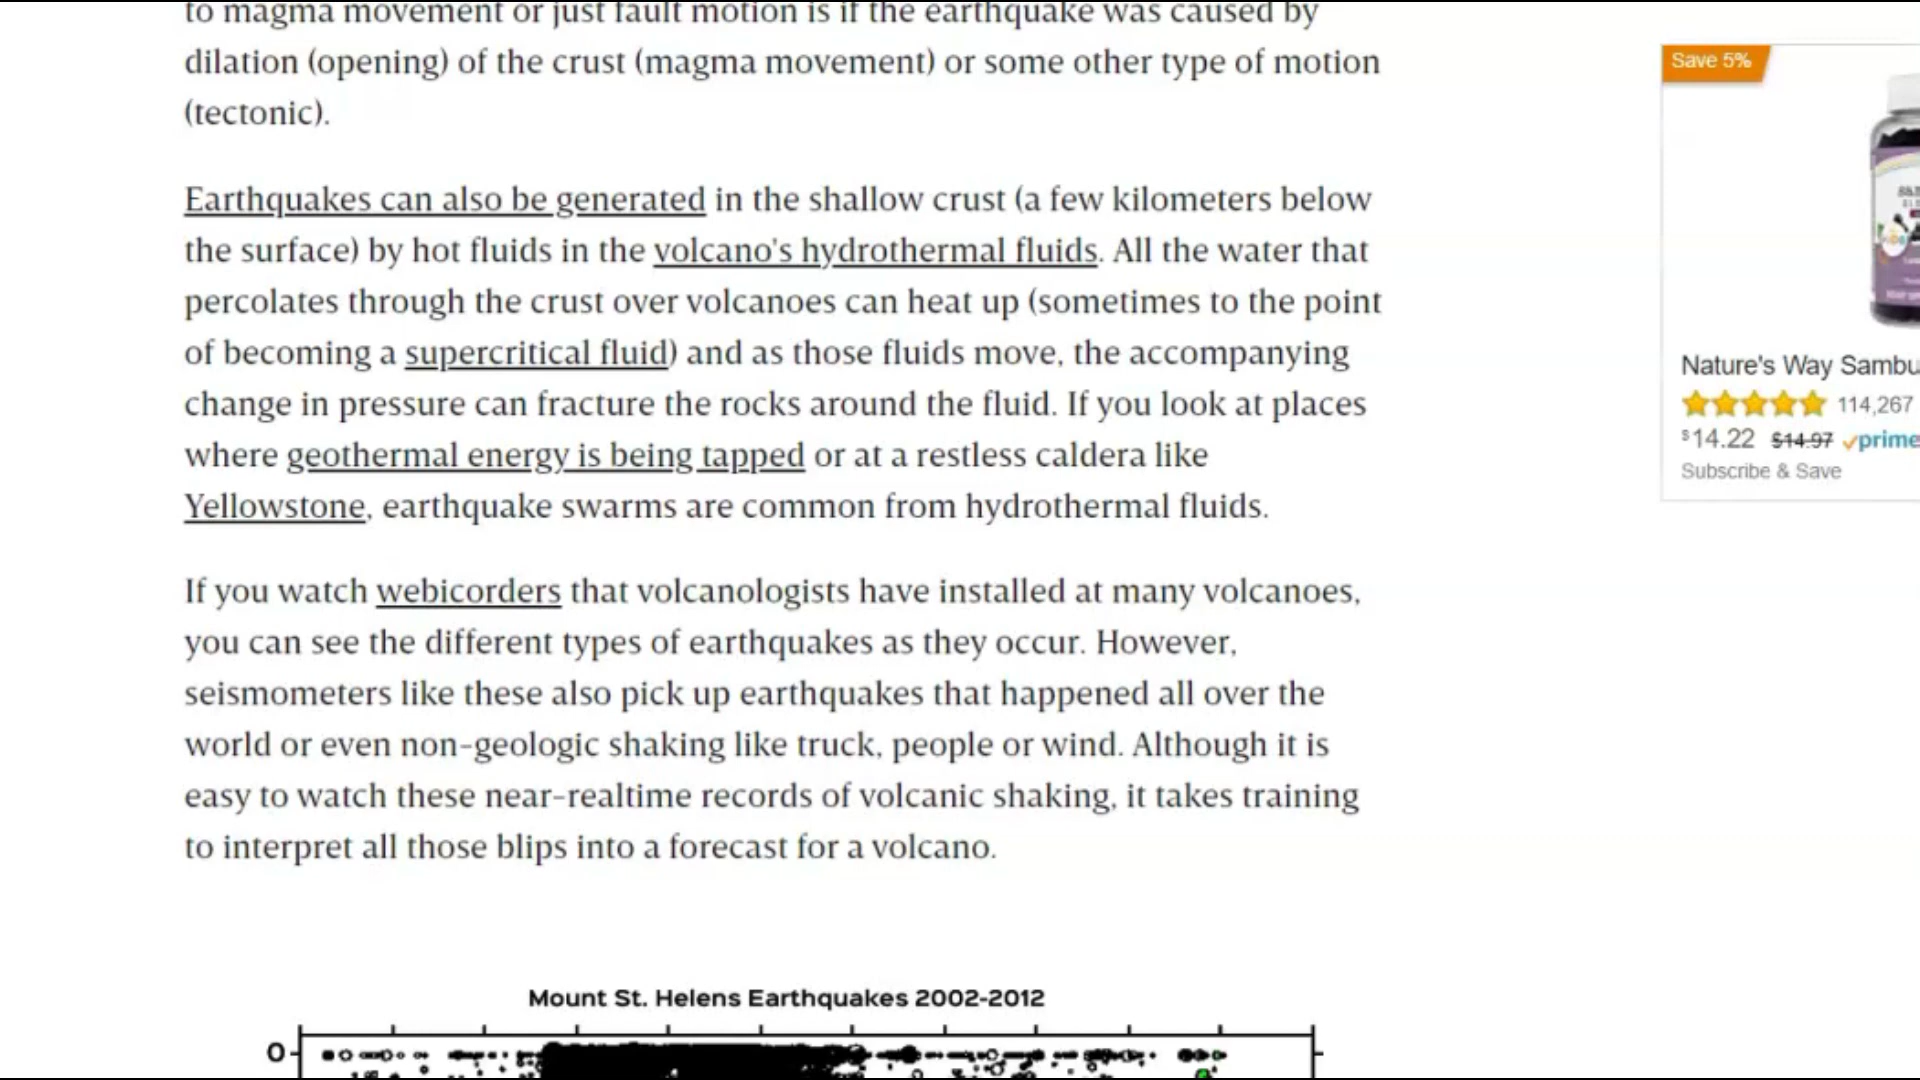 to magma movement or just fault motion is if the earthquake was caused by
dilation (opening) of the crust (magma movement) or some other type of motion
(tectonic).
Earthquakes can also be generated in the shallow crust (a few kilometers below
the surface) by hot fluids in the volcano's hydrothermal fluids. All the water that
percolates through the crust over volcanoes can heat up (sometimes to the point
of becoming a supercritical fluid) and as those fluids move, the accompanying
change in pressure can fracture the rocks around the fluid. If you look at places
where geothermal energy is being tapped or at a restless caldera like
Yellowstone, earthquake swarms are common from hydrothermal fluids.
If you watch webicorders that volcanologists have installed at many volcanoes,
you can see the different types of earthquakes as they occur. However,
seismometers like these also pick up earthquakes that happened all over the
world or even non-geologic shaking like truck, people or wind. Although it is
easy to watch these near-realtime records of volcanic shaking, it takes training
to interpret all those blips into a forecast for a volcano.
Mount St. Helens Earthquakes 2002-2012
0
Save 5%
Nature's Way Sambu
114,267
$14.22 $14.97 prime
Subscribe & Save